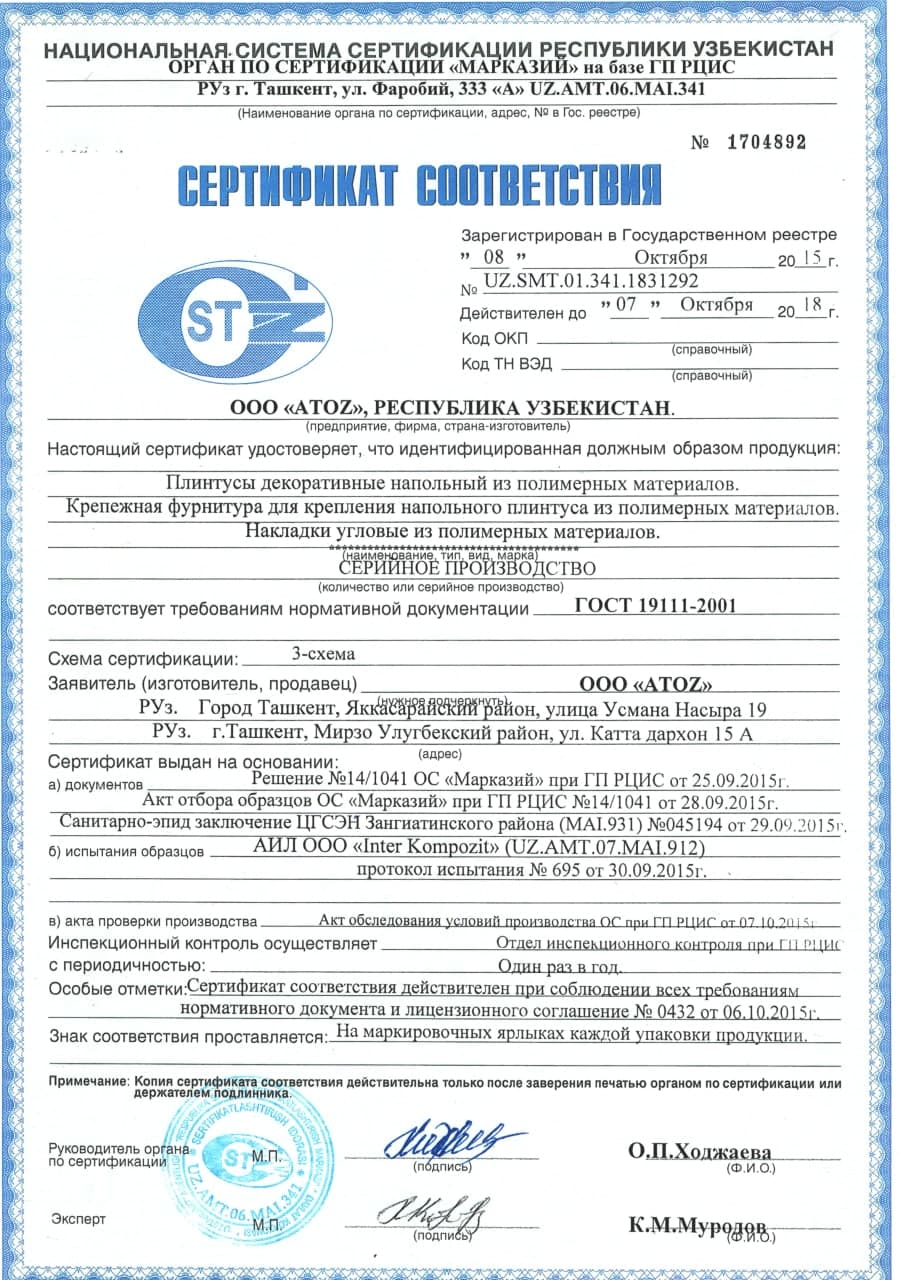 НАЦИОНАЛЬНАЯ СИСТЕМА СЕРТИФИКАЦИИ РЕСПУБЛИКИ УЗБЕКИСТАН
ОРГАН ПО СЕРТИФИКАЦИИ «МАРКАЗИЙ» на базе ГП РЦИС
РУз г. Ташкент, ул. Фаробий, 333 «А» UZ.AMT.06.MAI.341
(Наименование органа по сертификации, адрес, № в Гос. реестре)
№ 1704892
СЕРТИФИКАТ СООТВЕТСТВИЯ
Зарегистрирован в Государственном реестре
" 08 " Октября 2015 г.
№ UZ.SMT.01.341.1831292
Действителен до " 07 " Октября 2018 г.
Код ОКП
(справочный)
Код ТН ВЭД
(справочный)
ST
ООО «ATOZ», РЕСПУБЛИКА УЗБЕКИСТАН.
(предприятие, фирма, страна-изготовитель)
Настоящий сертификат удостоверяет, что идентифицированная должным образом продукция:
Плинтусы декоративные напольный из полимерных материалов.
Крепежная фурнитура для крепления напольного плинтуса из полимерных материалов.
Накладки угловые из полимерных материалов.
(наименование, тип, вид, марка)
СЕРИЙНОЕ ПРОИЗВОДСТВО
(количество или серийное производство)
соответствует требованиям нормативной документации ГОСТ 19111-2001
Схема сертификации: 3-схема
Заявитель (изготовитель, продавец) ООО «ATOZ»
(нужное подчеркнуть)
РУз. Город Ташкент, Яккасарайский район, улица Усмана Насыра 19
РУз. г.Ташкент, Мирзо Улугбекский район, ул. Катта дархон 15 А
(адрес)
Сертификат выдан на основании:
а) документов Решение №14/1041 ОС «Марказий» при ГП РЦИС от 25.09.2015г.
Акт отбора образцов ОС «Марказий» при ГП РЦИС №14/1041 от 28.09.2015г.
Санитарно-эпид заключение ЦГСЭН Зангиатинского района (MAI.931) №045194 от 29.09.2015г.
б) испытания образцов АИЛ ООО «Inter Kompozit» (UZ.AMT.07.MAI.912)
протокол испытания № 695 от 30.09.2015г.
в) акта проверки производства Акт обследования условий производства ОС при ГП РЦИС от 07.10.2015г
Инспекционный контроль осуществляет Отдел инспекционного контроля при ГП РЦИС
с периодичностью: Один раз в год.
Особые отметки: Сертификат соответствия действителен при соблюдении всех требованиям
нормативного документа и лицензионного соглашение № 0432 от 06.10.2015г.
Знак соответствия проставляется: На маркировочных ярлыках каждой упаковки продукции.
Примечание: Копия сертификата соответствия действительна только после заверения печатью органом по сертификации или
держателем подлинника.
Руководитель органа
по сертификации М.П. (подпись) О.П.Ходжаева
(Ф.И.О.)
SERTIFIKATLASHTIRISH IDORASI
ST
UZ.AMT.06.MAI.341
Эксперт М.П. (подпись) К.М.Муродов
(Ф.И.О.)